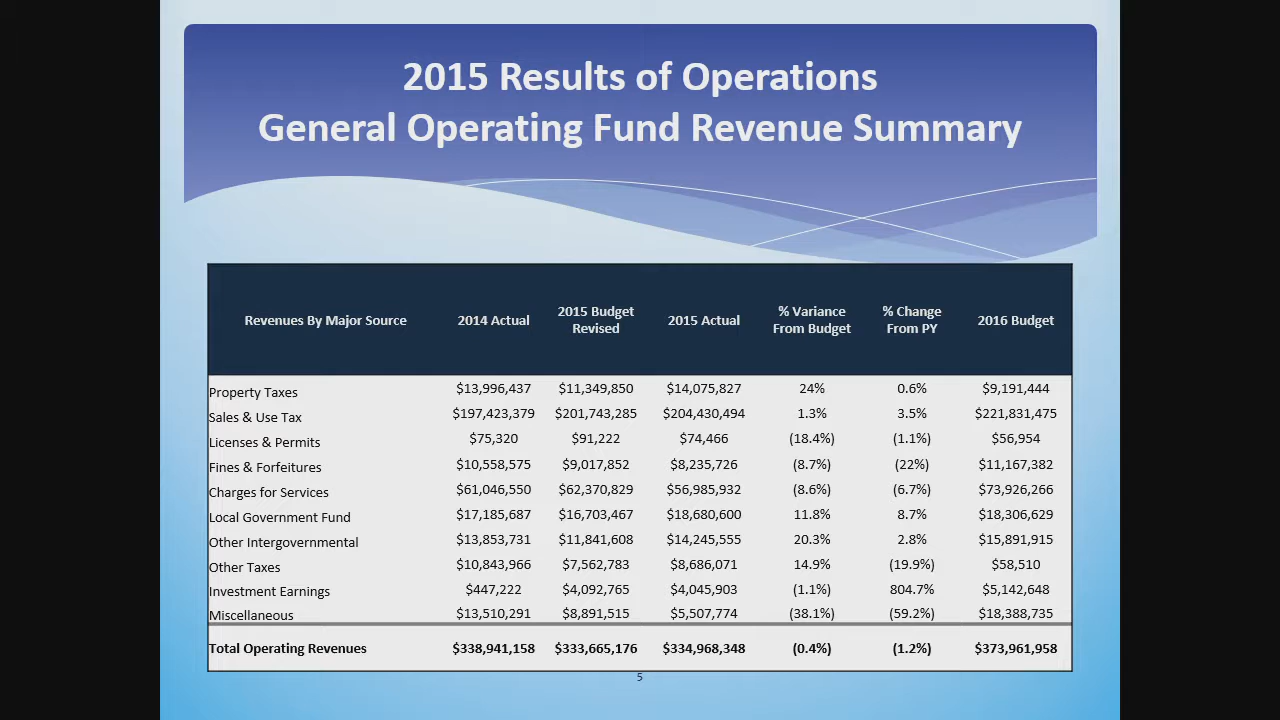 2015 Results of Operations
General Operating Fund Revenue Summary
Revenues By Major Source 2014 Actual 2015 Budget Revised 2015 Actual % Variance From Budget % Change From PY 2016 Budget
Property Taxes $13,996,437 $11,349,850 $14,075,827 24% 0.6% $9,191,444
Sales & Use Tax $197,423,379 $201,743,285 $204,430,494 1.3% 3.5% $221,831,475
Licenses & Permits $75,320 $91,222 $74,466 (18.4%) (1.1%) $56,954
Fines & Forfeitures $10,558,575 $9,017,852 $8,235,726 (8.7%) (22%) $11,167,382
Charges for Services $61,046,550 $62,370,829 $56,985,932 (8.6%) (6.7%) $73,926,266
Local Government Fund $17,185,687 $16,703,467 $18,680,600 11.8% 8.7% $18,306,629
Other Intergovernmental $13,853,731 $11,841,608 $14,245,555 20.3% 2.8% $15,891,915
Other Taxes $10,843,966 $7,562,783 $8,686,071 14.9% (19.9%) $58,510
Investment Earnings $447,222 $4,092,765 $4,045,903 (1.1%) 804.7% $5,142,648
Miscellaneous $13,510,291 $8,891,515 $5,507,774 (38.1%) (59.2%) $18,388,735
Total Operating Revenues $338,941,158 $333,665,176 $334,968,348 (0.4%) (1.2%) $373,961,958
5